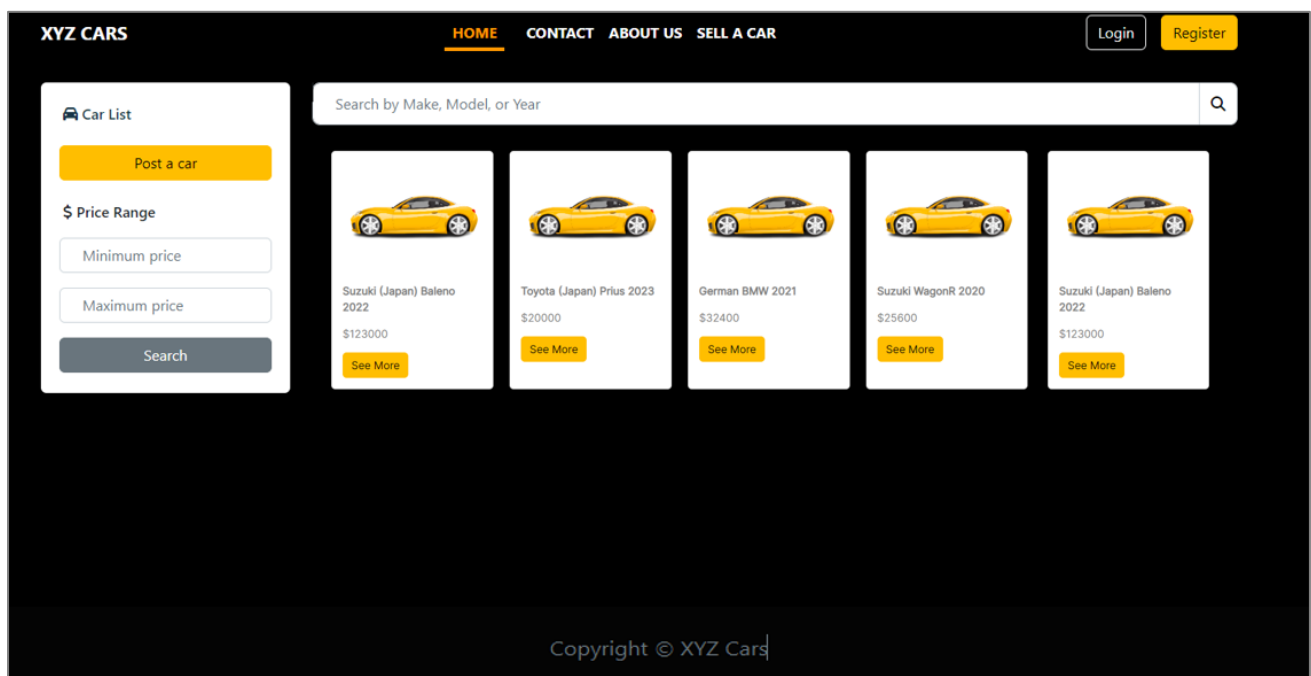 XYZ CARS
HOME CONTACT ABOUT US SELL A CAR
Login Register
Car List
Post a car
$ Price Range
Minimum price
Maximum price
Search
Search by Make, Model, or Year
Suzuki (Japan) Baleno
2022
$123000
See More
Toyota (Japan) Prius 2023
$20000
See More
German BMW 2021
$32400
See More
Suzuki WagonR 2020
$25600
See More
Suzuki (Japan) Baleno
2022
$123000
See More
Copyright © XYZ Cars